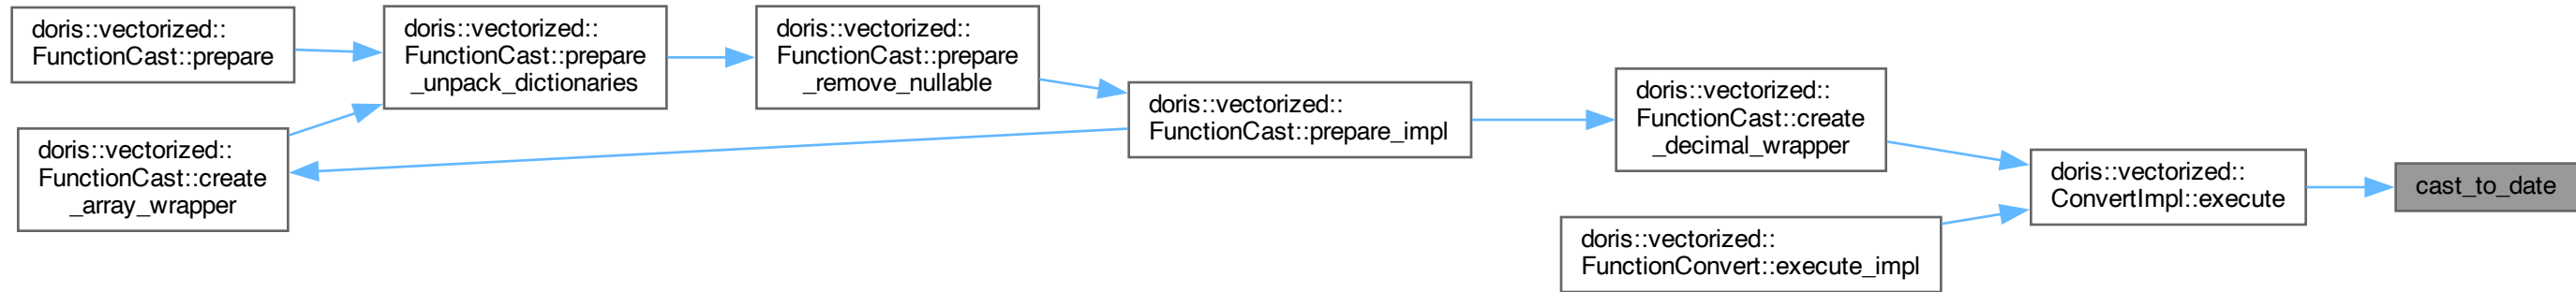 doris::vectorized::
FunctionCast::prepare
doris::vectorized::
FunctionCast::prepare
_unpack_dictionaries
doris::vectorized::
FunctionCast::prepare
_remove_nullable
doris::vectorized::
FunctionCast::prepare_impl
doris::vectorized::
FunctionCast::create
_decimal_wrapper
doris::vectorized::
ConvertImpl::execute
cast_to_date
doris::vectorized::
FunctionCast::create
_array_wrapper
doris::vectorized::
FunctionConvert::execute_impl